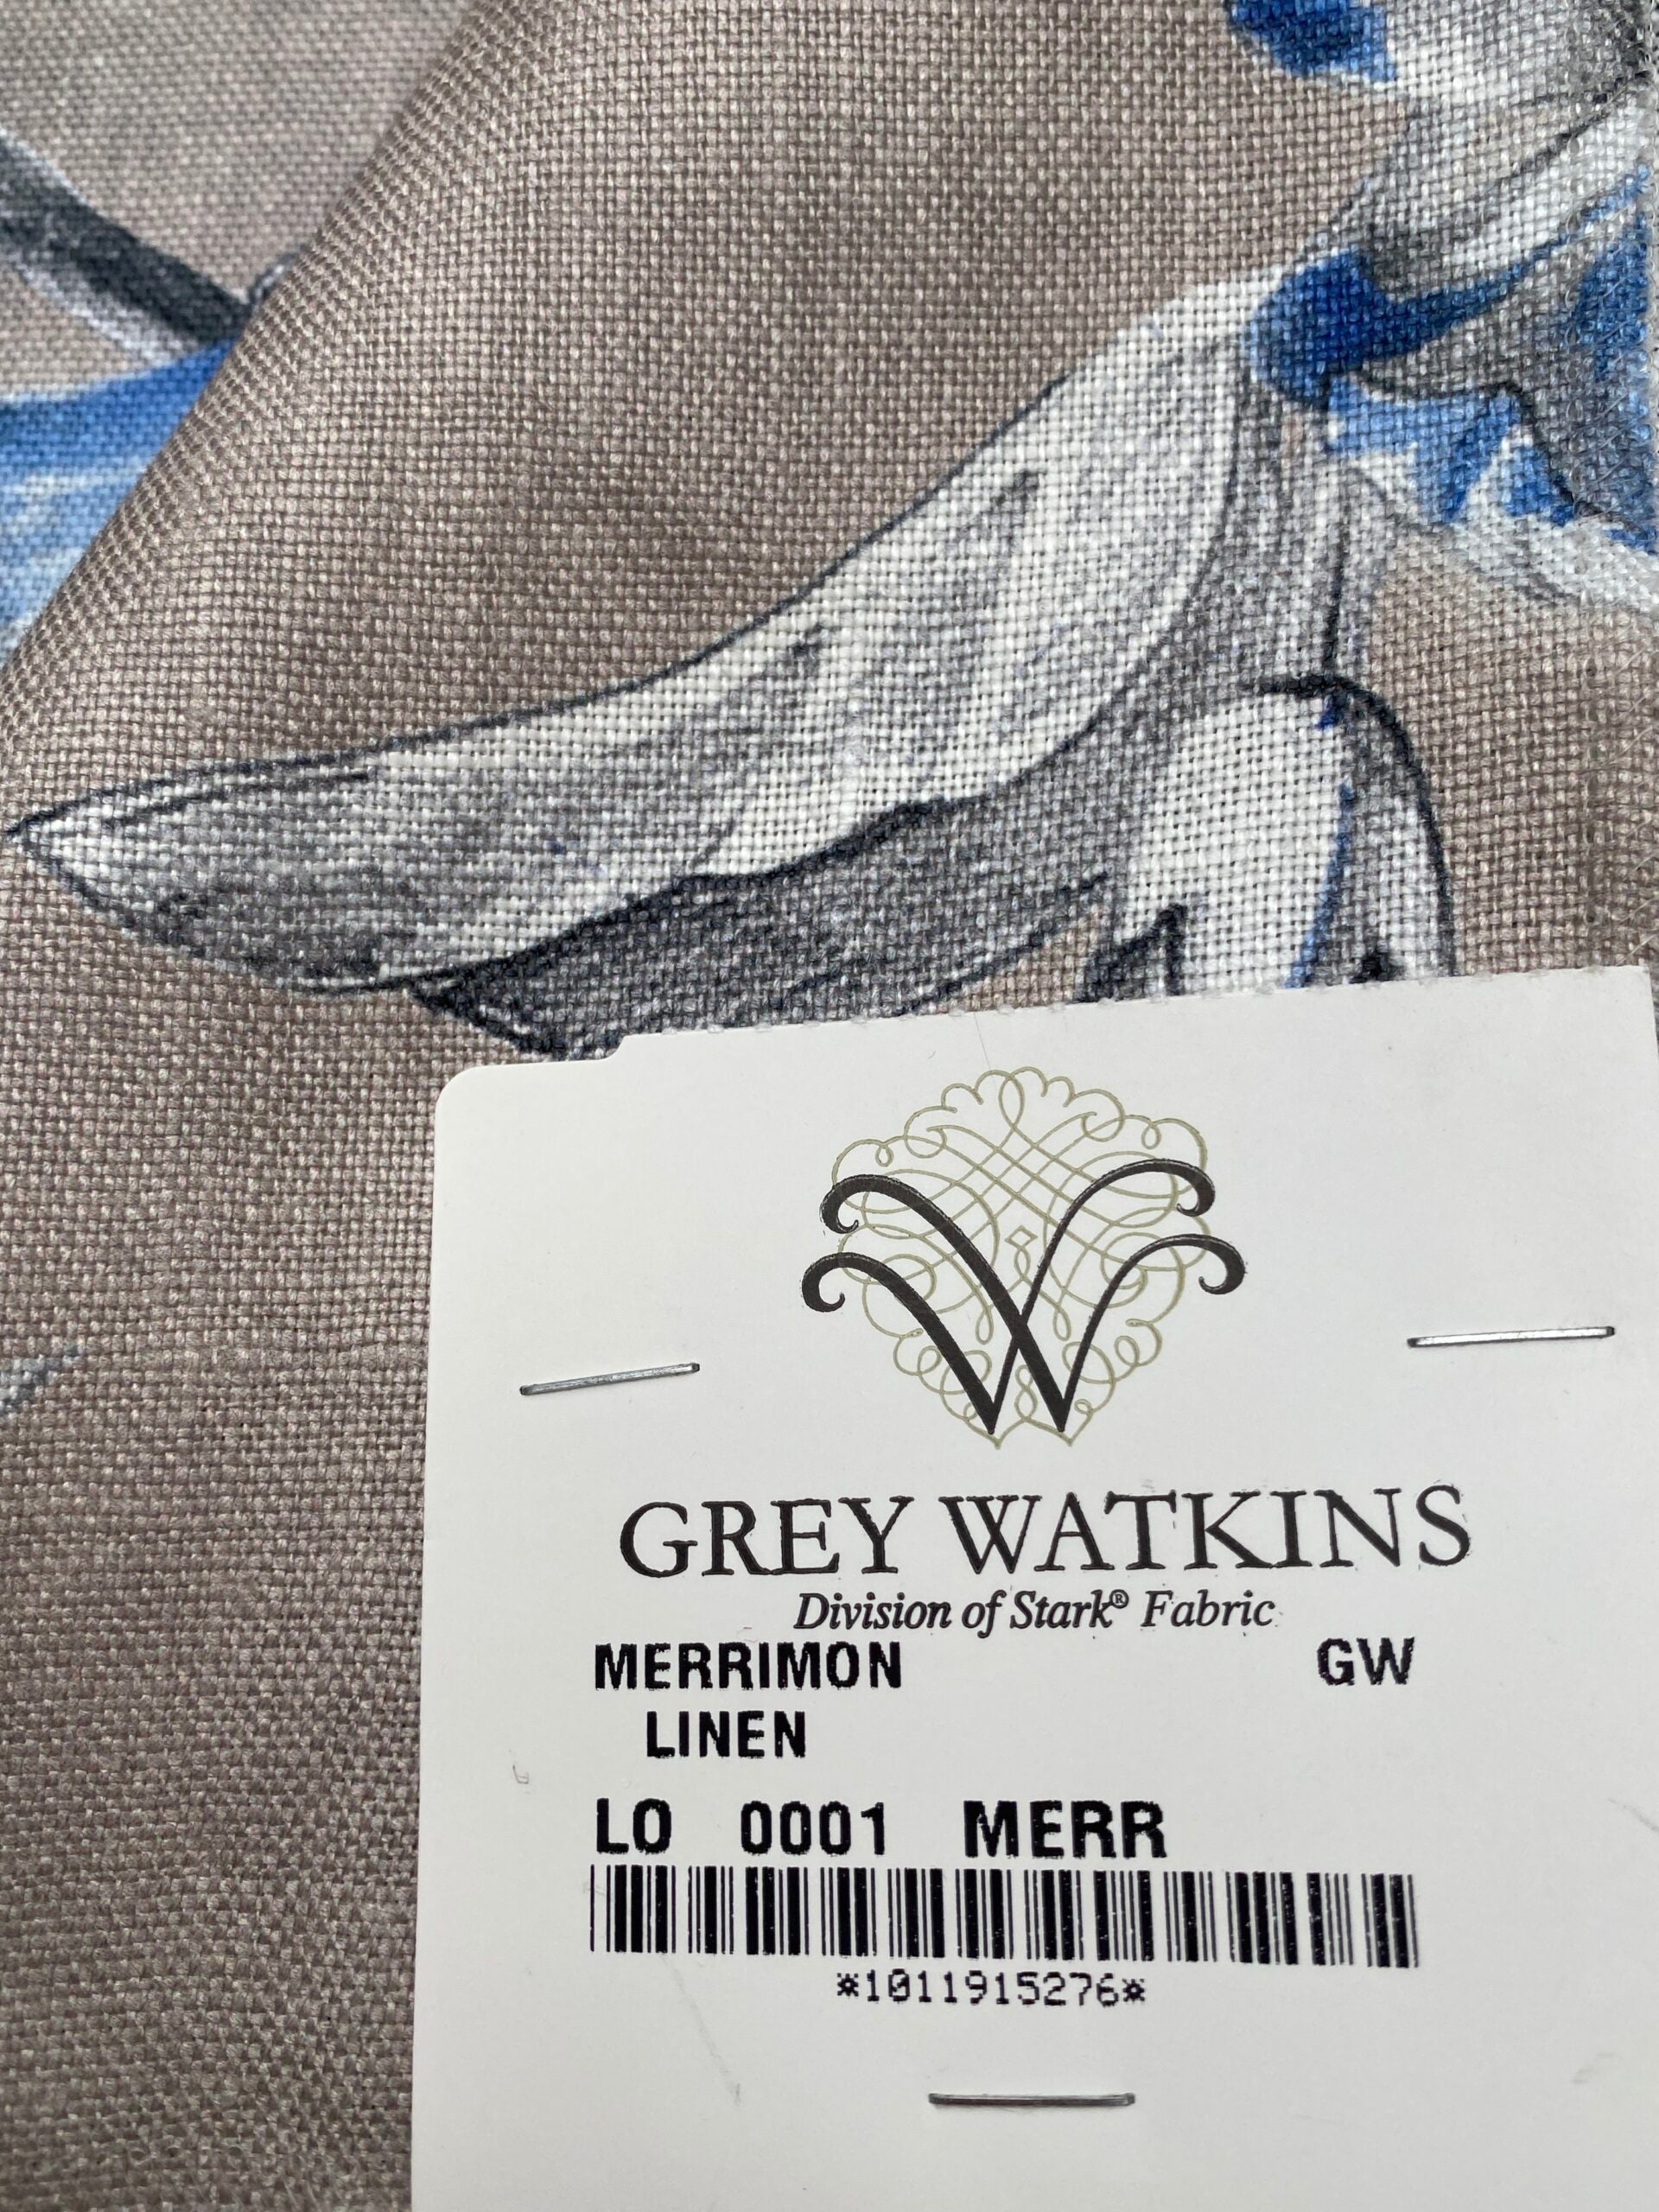 W
GREY WATKINS
Division of Stark® Fabric
MERRIMON GW
LINEN
LO 0001 MERR
*1011915276*